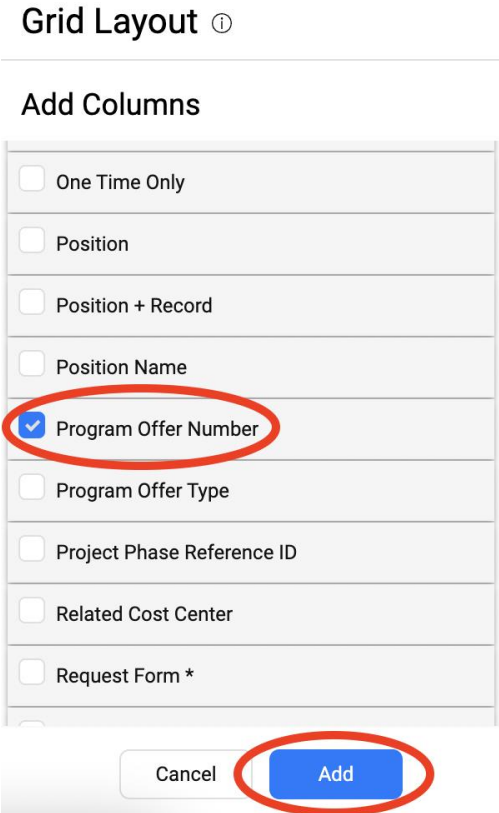 Grid Layout
Add Columns
One Time Only
Position
Position + Record
Position Name
Program Offer Number
Program Offer Type
Project Phase Reference ID
Related Cost Center
Request Form *
Cancel
Add